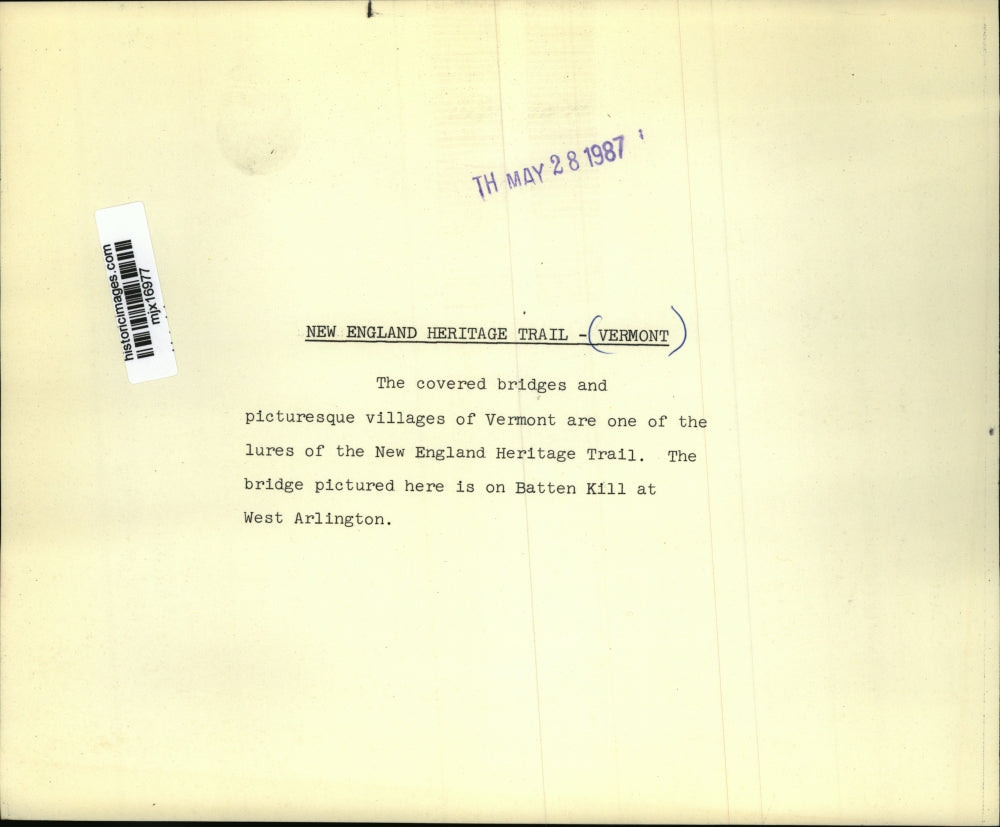 TH MAY 28 1987
historicimages.com
mjx16977
NEW ENGLAND HERITAGE TRAIL - (VERMONT)
The covered bridges and
picturesque villages of Vermont are one of the
lures of the New England Heritage Trail. The
bridge pictured here is on Batten Kill at
West Arlington.